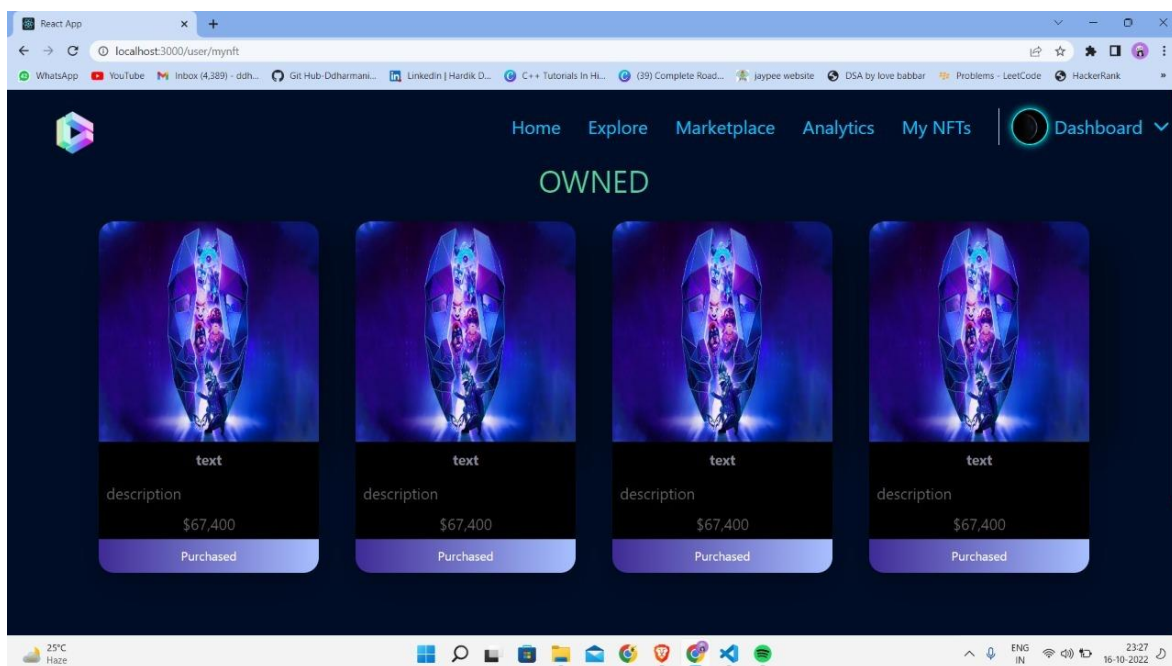 React App
localhost:3000/user/mynft
WhatsApp YouTube Inbox (4,389) - ddh... Git Hub-Ddharmani... LinkedIn | Hardik D... C++ Tutorials In Hi... (39) Complete Road... jaypee website DSA by love babbar Problems - LeetCode HackerRank »
Home Explore Marketplace Analytics My NFTs Dashboard
OWNED
text text text text
description description description description
$67,400 $67,400 $67,400 $67,400
Purchased Purchased Purchased Purchased
25°C ENG 23:27
Haze IN 16-10-2022